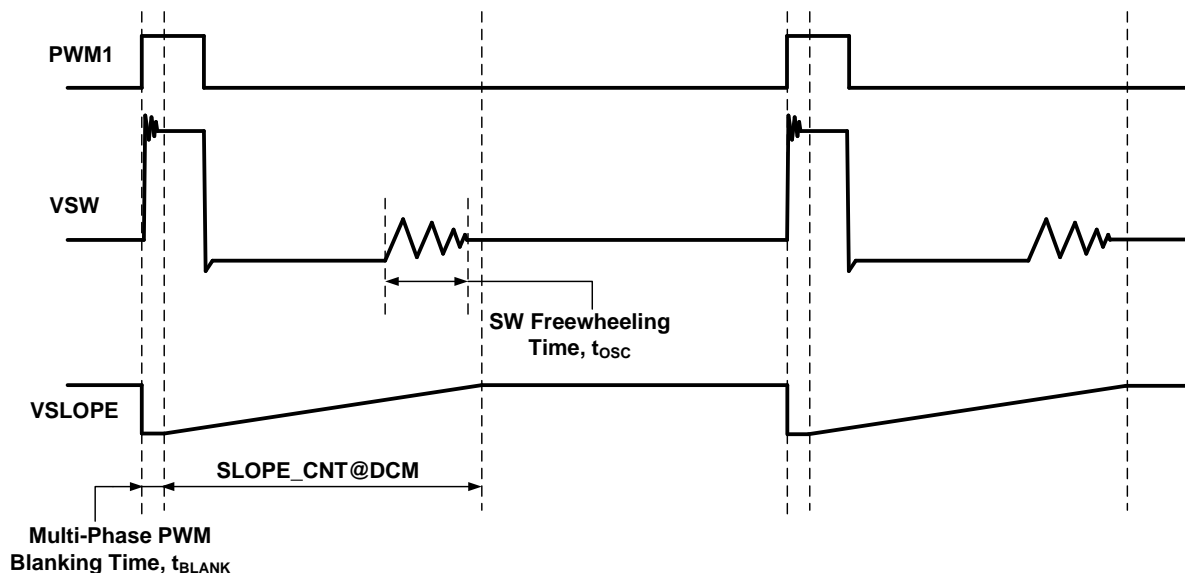 PWM1
VSW
SW Freewheeling
Time, tOSC
VSLOPE
SLOPE_CNT@DCM
Multi-Phase PWM
Blanking Time, tBLANK